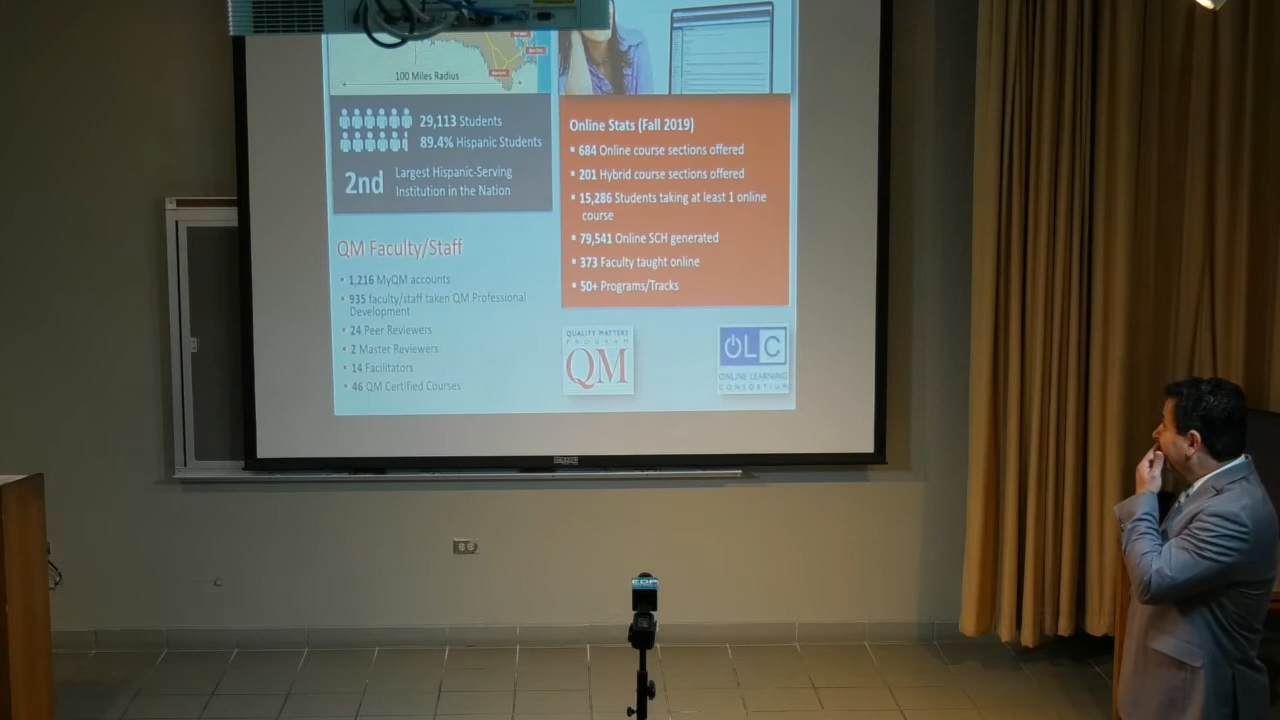 100 Miles Radius
29,113 Students
89.4% Hispanic Students
2nd
Largest Hispanic-Serving
Institution in the Nation
QM Faculty/Staff
▪ 1,216 MyQM accounts
▪ 935 faculty/staff taken QM Professional
Development
▪ 24 Peer Reviewers
▪ 2 Master Reviewers
▪ 14 Facilitators
▪ 46 QM Certified Courses
Online Stats (Fall 2019)
▪ 684 Online course sections offered
▪ 201 Hybrid course sections offered
▪ 15,286 Students taking at least 1 online
course
▪ 79,541 Online SCH generated
▪ 373 Faculty taught online
▪ 50+ Programs/Tracks
QUALITY MATTERS
PROGRAM
QM
OLC
ONLINE LEARNING
CONSORTIUM